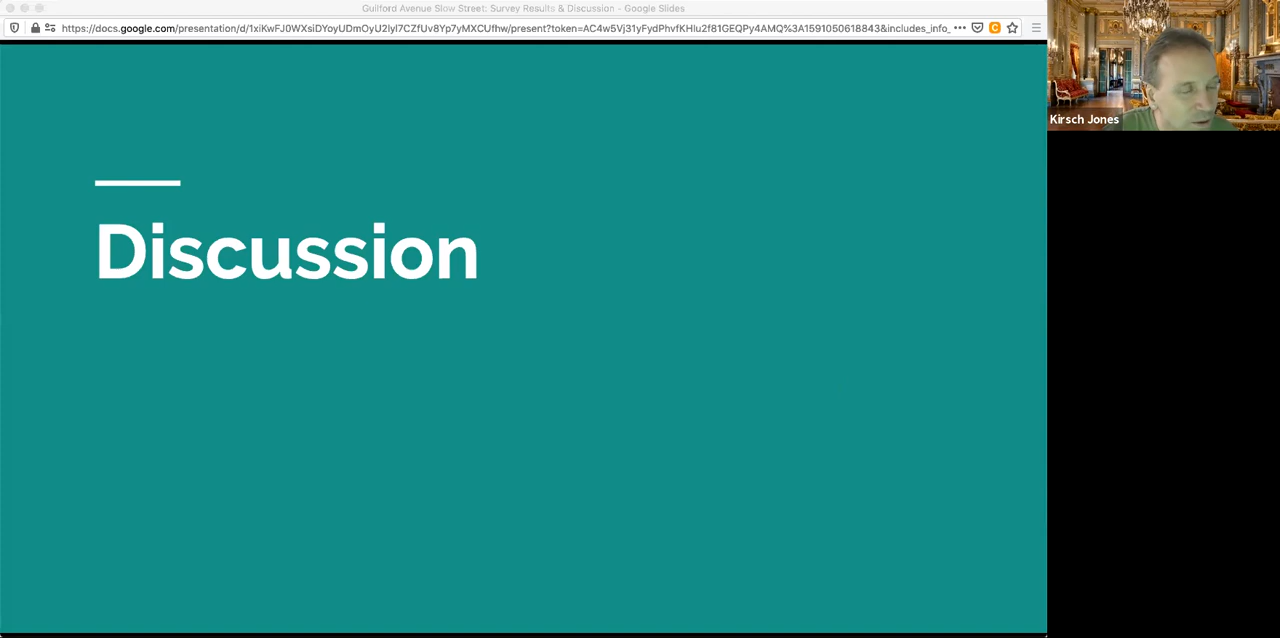 Guilford Avenue Slow Street: Survey Results & Discussion - Google Slides
https://docs.google.com/presentation/d/1xiKwFJ0WXsiDYoyUDmOyU2lyl7CZfUv8Yp7yMXCUfhw/present?token=AC4w5Vj31yFydPhvfKHlu2f81GEQPy4AMQ%3A1591050618843&includes_info_
Kirsch Jones
Discussion